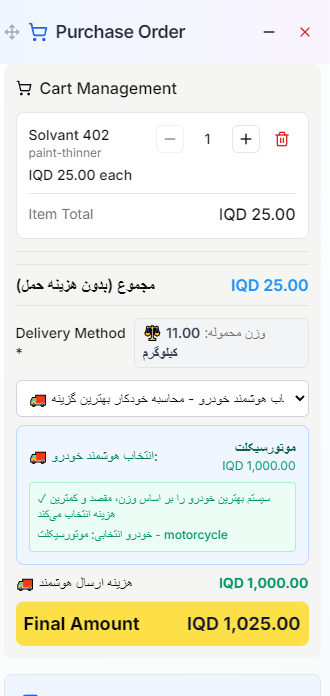 Purchase Order
Cart Management
Solvant 402
1
paint-thinner
IQD 25.00 each
Item Total
IQD 25.00
مجموع (بدون هزینه حمل)
IQD 25.00
Delivery Method *
وزن محموله: 11.00 کیلوگرم
هوشمند خودرو - محاسبه خودکار بهترین گزینه
انتخاب هوشمند خودرو:
موتورسیکلت
IQD 1,000.00
✓ سیستم بهترین خودرو را بر اساس وزن، مقصد و کمترین
هزینه انتخاب می‌کند
خودرو انتخابی: موتورسیکلت - motorcycle
هزینه ارسال هوشمند
IQD 1,000.00
Final Amount
IQD 1,025.00